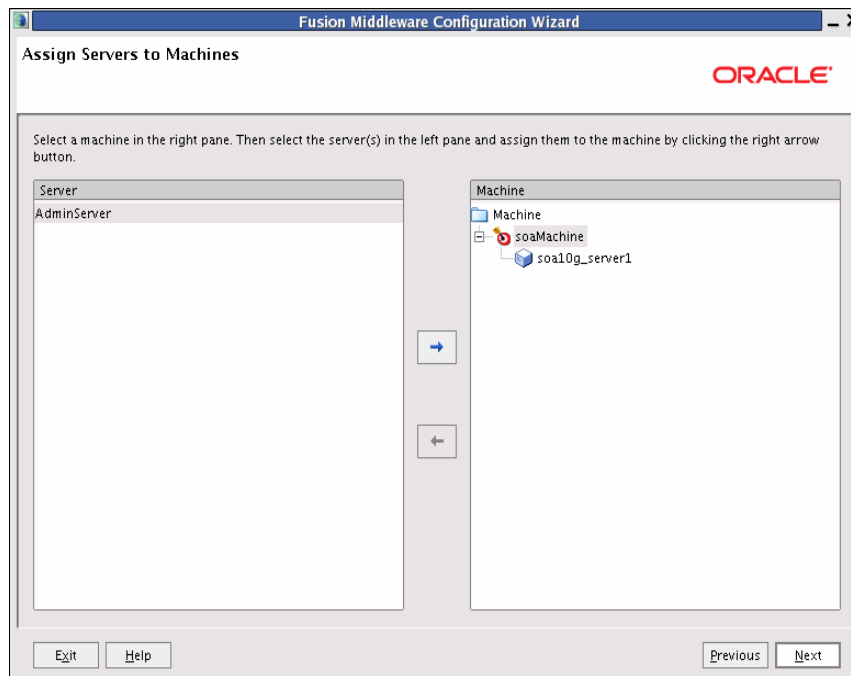 Fusion Middleware Configuration Wizard
Assign Servers to Machines
ORACLE
Select a machine in the right pane. Then select the server(s) in the left pane and assign them to the machine by clicking the right arrow
button.
Server
Machine
AdminServer
Machine
soaMachine
soa10g_server1
Exit
Help
Previous
Next